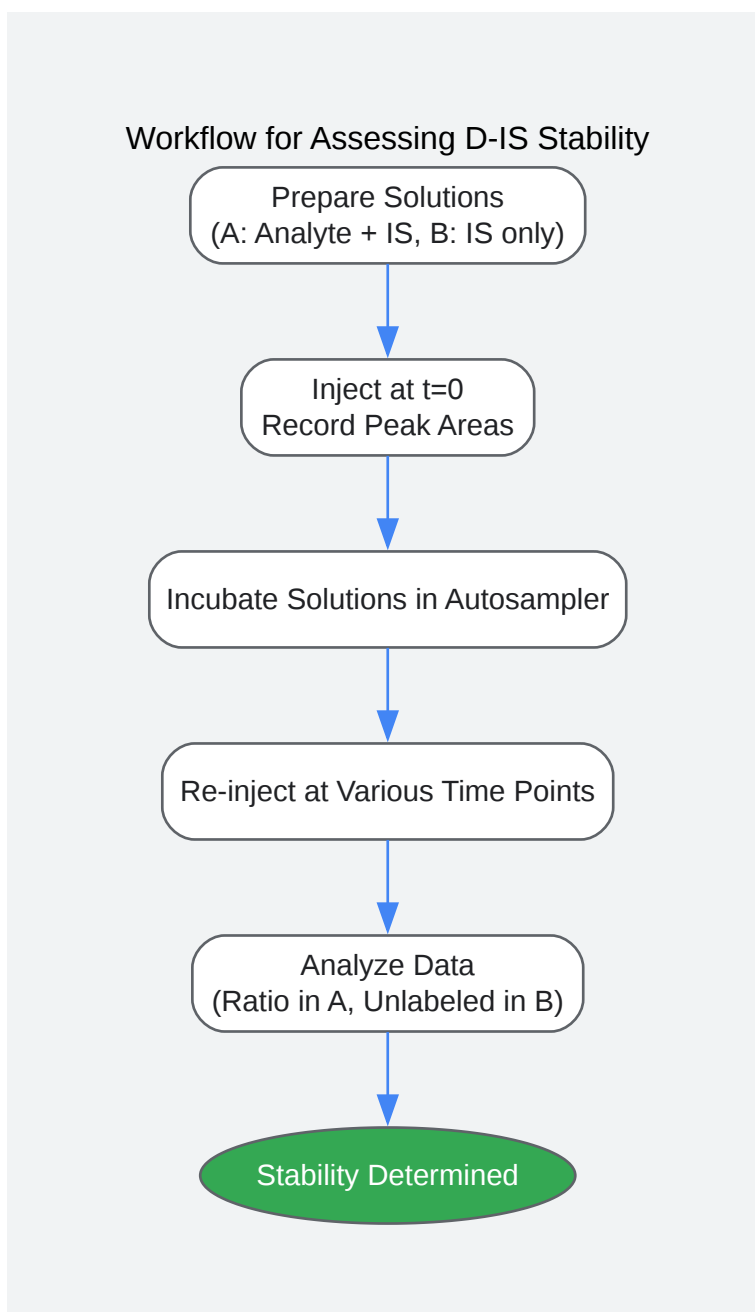 Workflow for Assessing D-IS Stability
Prepare Solutions
(A: Analyte + IS, B: IS only)
Inject at t=0
Record Peak Areas
Incubate Solutions in Autosampler
Re-inject at Various Time Points
Analyze Data
(Ratio in A, Unlabeled in B)
Stability Determined